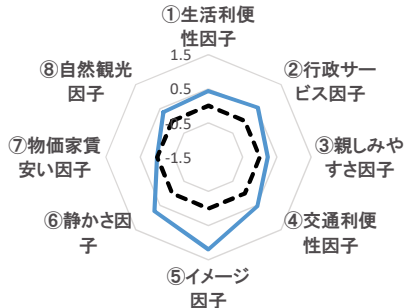 ①生活利便
性因子
1.5
②行政サー
ビス因子
⑧自然観光
因子
0.5
-0.5
⑦物価家賃
安い因子
-1.5
③親しみや
すさ因子
⑥静かさ因
子
④交通利便
性因子
⑤イメージ
因子